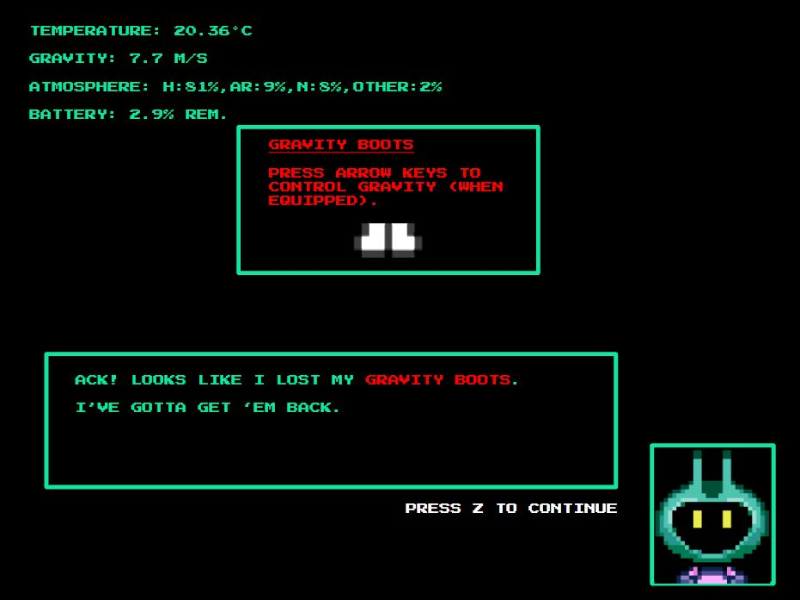 TEMPERATURE: 20.36°C
GRAVITY: 7.7 M/S
ATMOSPHERE: H:81%,AR:9%,N:8%,OTHER:2%
BATTERY: 2.9% REM.
GRAVITY BOOTS
PRESS ARROW KEYS TO
CONTROL GRAVITY (WHEN
EQUIPPED).
ACK! LOOKS LIKE I LOST MY GRAVITY BOOTS.
I'VE GOTTA GET 'EM BACK.
PRESS Z TO CONTINUE